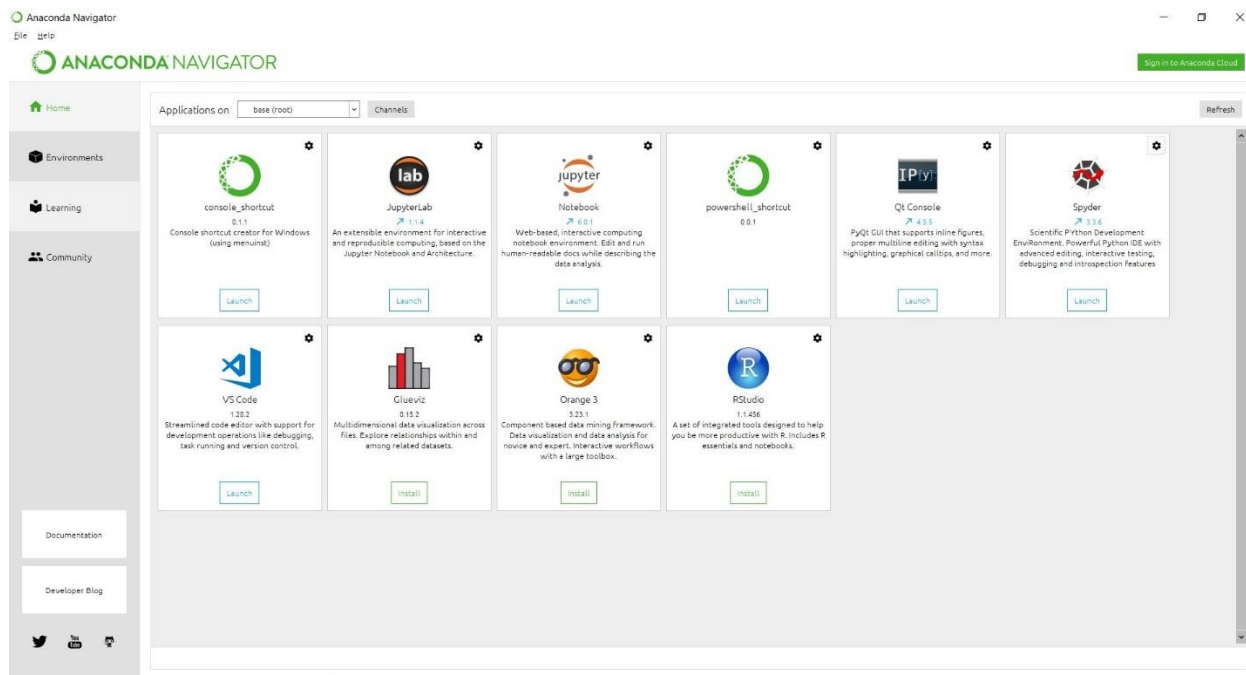 Anaconda Navigator
File Help
ANACONDA NAVIGATOR
Sign in to Anaconda Cloud
Home
Environments
Learning
Community
Documentation
Developer Blog
You
Tube
Applications on base (root) Channels
Refresh
console_shortcut
0.1.1
Console shortcut creator for Windows
(using menuinst)
Launch
lab
JupyterLab
1.1.4
An extensible environment for interactive
and reproducible computing, based on the
Jupyter Notebook and Architecture.
Launch
jupyter
Notebook
6.0.1
Web-based, interactive computing
notebook environment. Edit and run
human-readable docs while describing the
data analysis.
Launch
powershell_shortcut
0.0.1
Launch
IP[y]:
Qt Console
4.5.5
PyQt GUI that supports inline figures,
proper multiline editing with syntax
highlighting, graphical calltips, and more.
Launch
Spyder
3.3.6
Scientific PYthon Development
EnviRonment. Powerful Python IDE with
advanced editing, interactive testing,
debugging and introspection features
Launch
VS Code
1.28.2
Streamlined code editor with support for
development operations like debugging,
task running and version control.
Launch
Glueviz
0.15.2
Multidimensional data visualization across
files. Explore relationships within and
among related datasets.
Install
Orange 3
3.23.1
Component based data mining framework.
Data visualization and data analysis for
novice and expert. Interactive workflows
with a large toolbox.
Install
R
RStudio
1.1.456
A set of integrated tools designed to help
you be more productive with R. Includes R
essentials and notebooks.
Install